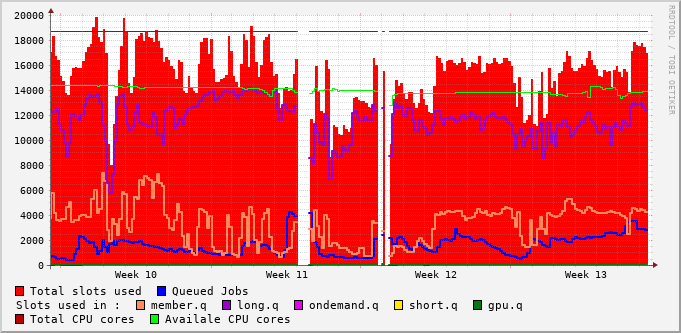 20000
18000
16000
14000
12000
10000
8000
6000
4000
2000
0
Week 10 Week 11 Week 12 Week 13
RRDTOOL / TOBI OETIKER
Total slots used Queued Jobs
Slots used in : member.q long.q ondemand.q short.q gpu.q
Total CPU cores Availale CPU cores